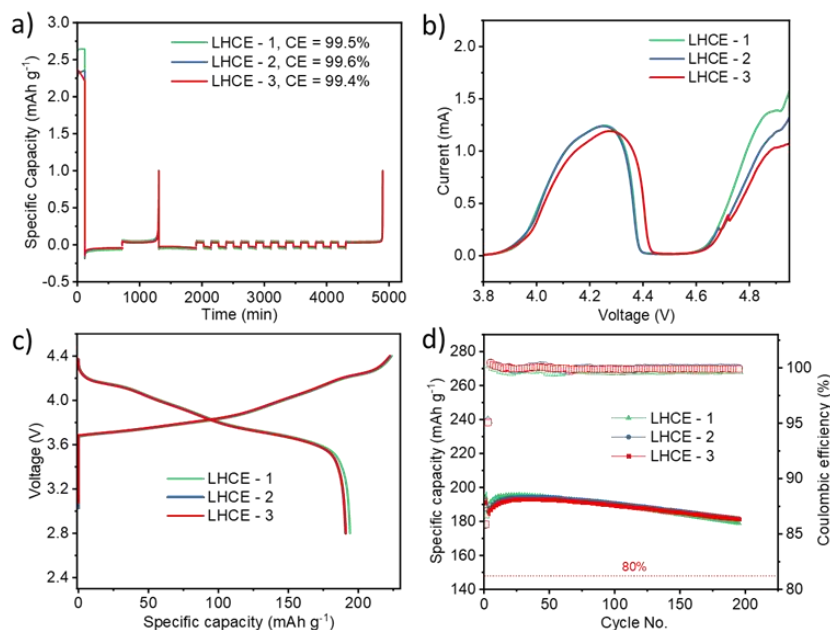 a)
LHCE - 1, CE = 99.5%
LHCE - 2, CE = 99.6%
LHCE - 3, CE = 99.4%
Specific Capacity (mAh g⁻¹)
3.0
2.5
2.0
1.5
1.0
0.5
0.0
-0.5
0 1000 2000 3000 4000 5000
Time (min)
b)
LHCE - 1
LHCE - 2
LHCE - 3
Current (mA)
2.0
1.5
1.0
0.5
0.0
3.8 4.0 4.2 4.4 4.6 4.8
Voltage (V)
c)
LHCE - 1
LHCE - 2
LHCE - 3
Voltage (V)
4.4
4.0
3.6
3.2
2.8
2.4
0 50 100 150 200
Specific capacity (mAh g⁻¹)
d)
LHCE - 1
LHCE - 2
LHCE - 3
80%
Specific capacity (mAh g⁻¹)
280
260
240
220
200
180
160
140
0 50 100 150 200
Cycle No.
100
95
90
85
80
Coulombic efficiency (%)